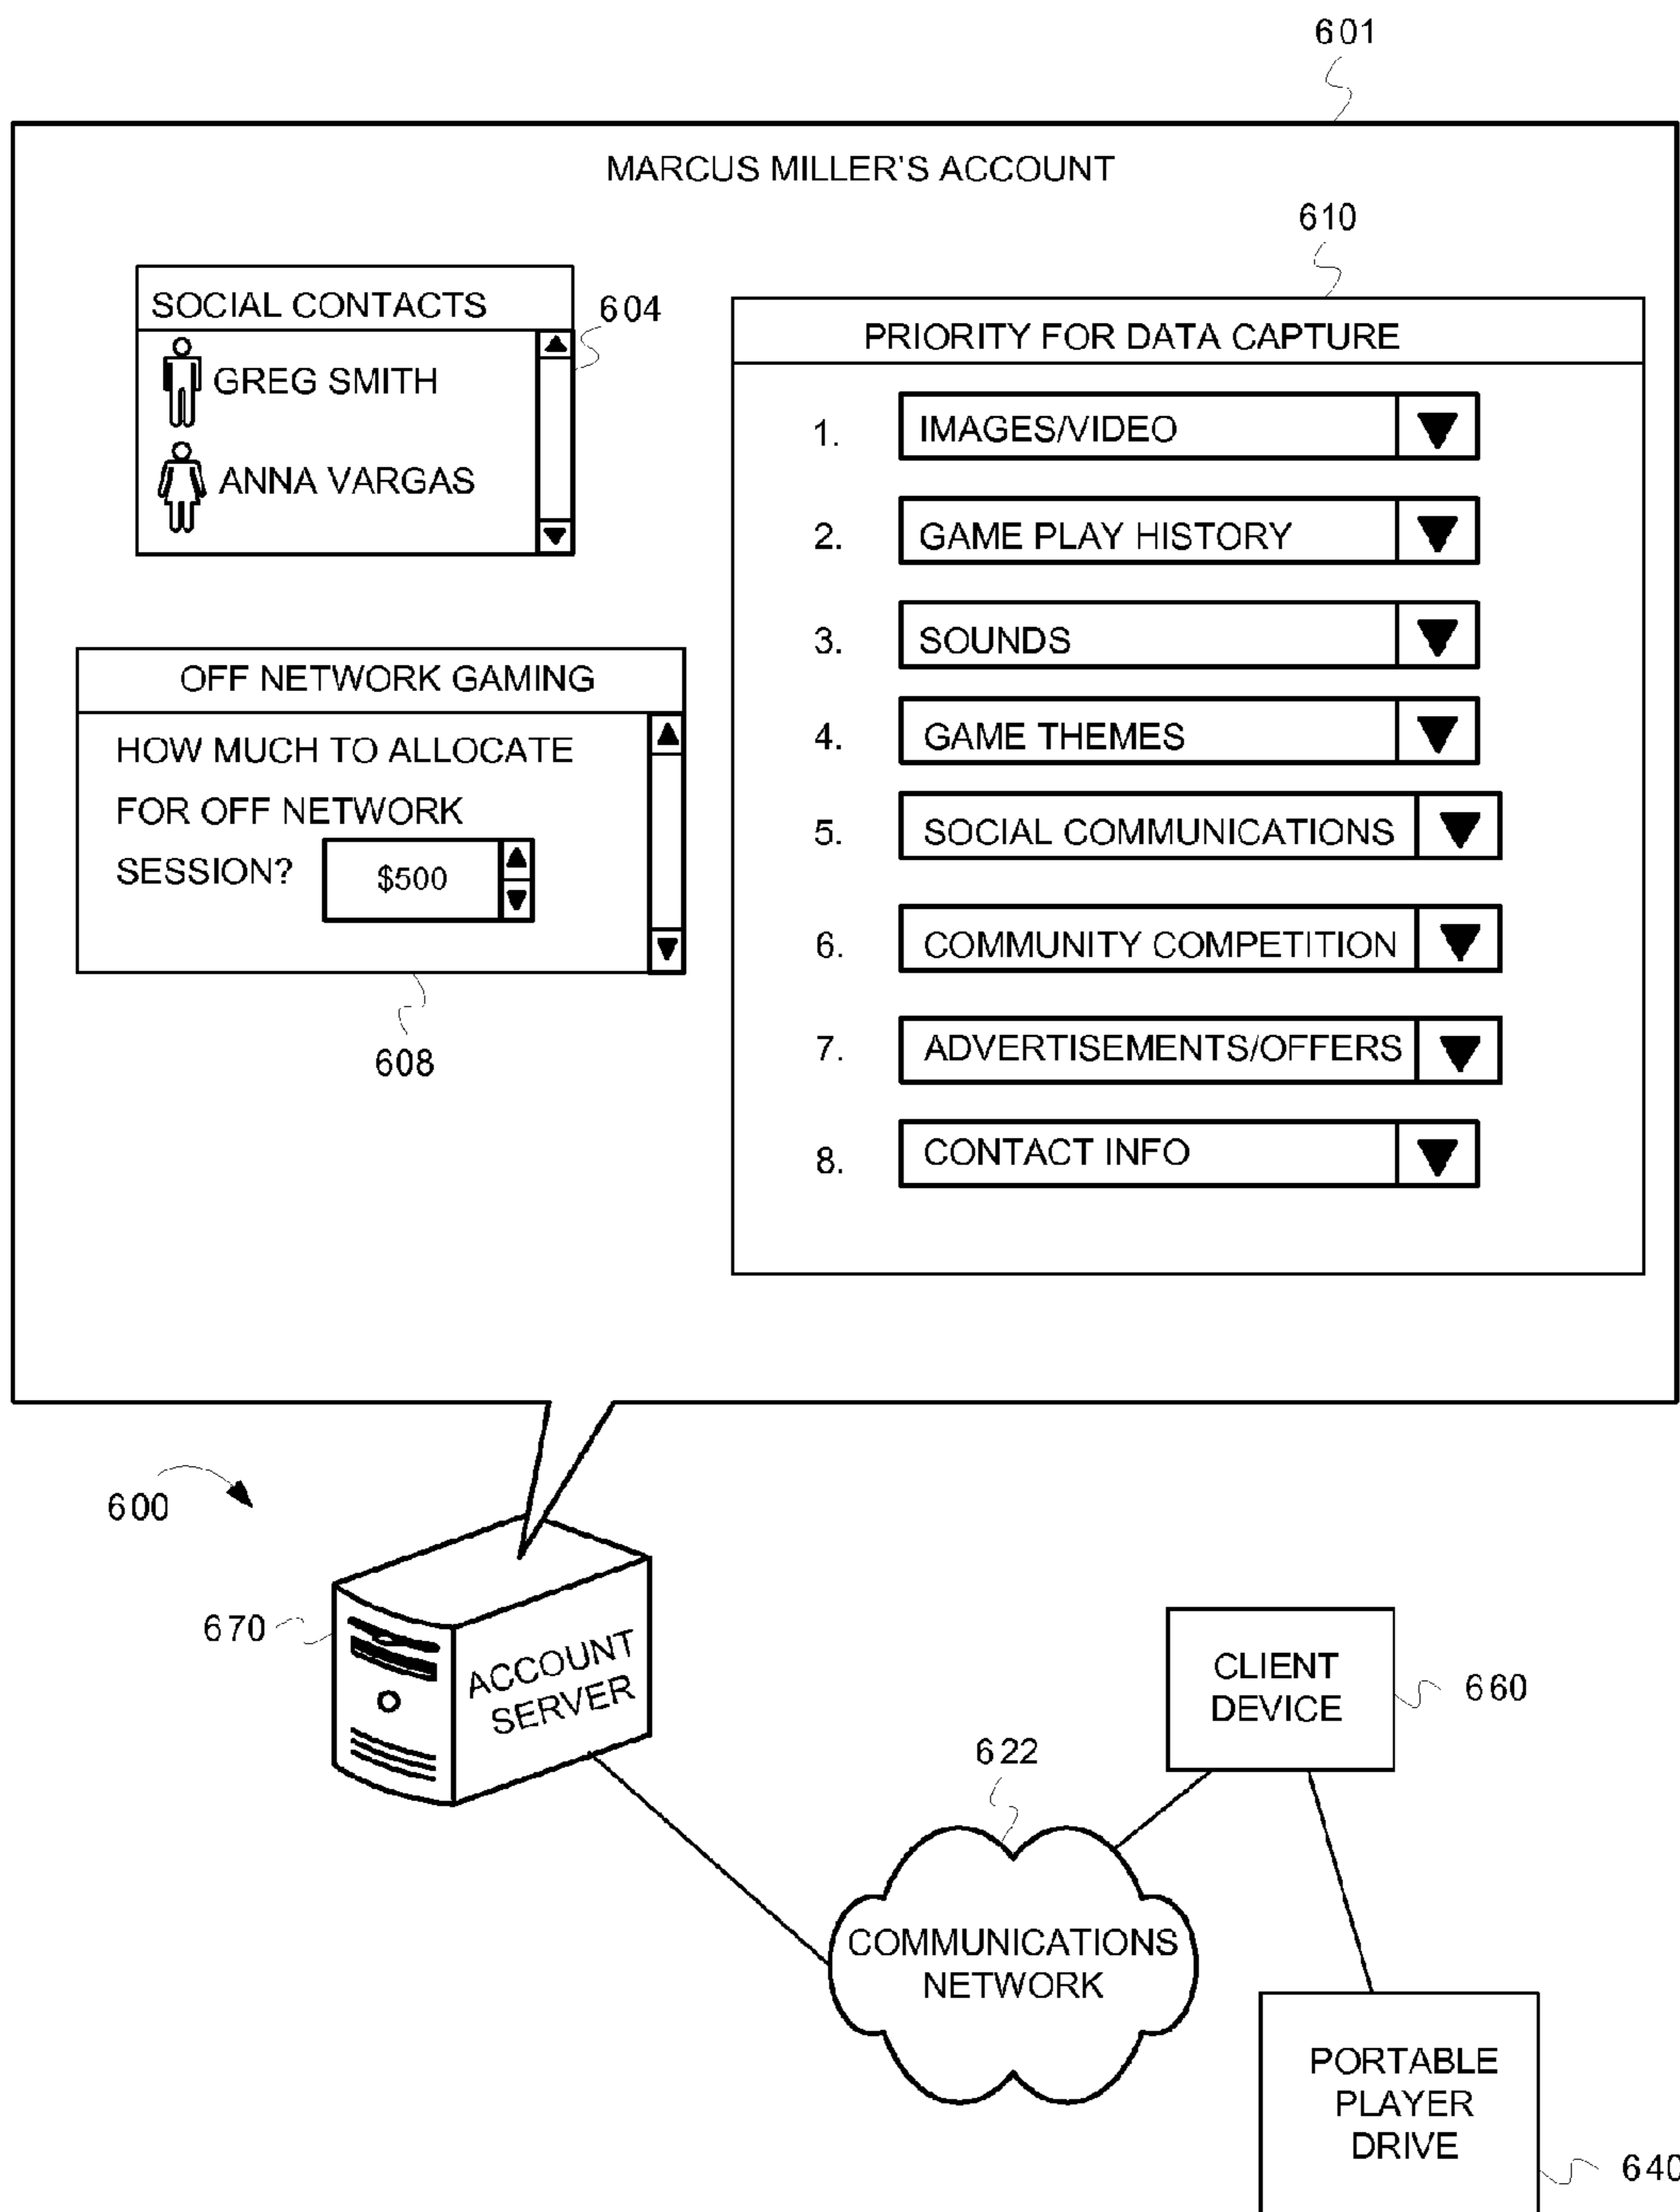 601
MARCUS MILLER'S ACCOUNT
610
SOCIAL CONTACTS
604
GREG SMITH
ANNA VARGAS
OFF NETWORK GAMING
HOW MUCH TO ALLOCATE
FOR OFF NETWORK
SESSION?
$500
608
PRIORITY FOR DATA CAPTURE
1. IMAGES/VIDEO
2. GAME PLAY HISTORY
3. SOUNDS
4. GAME THEMES
5. SOCIAL COMMUNICATIONS
6. COMMUNITY COMPETITION
7. ADVERTISEMENTS/OFFERS
8. CONTACT INFO
600
670
ACCOUNT
SERVER
CLIENT
DEVICE
660
622
COMMUNICATIONS
NETWORK
PORTABLE
PLAYER
DRIVE
640